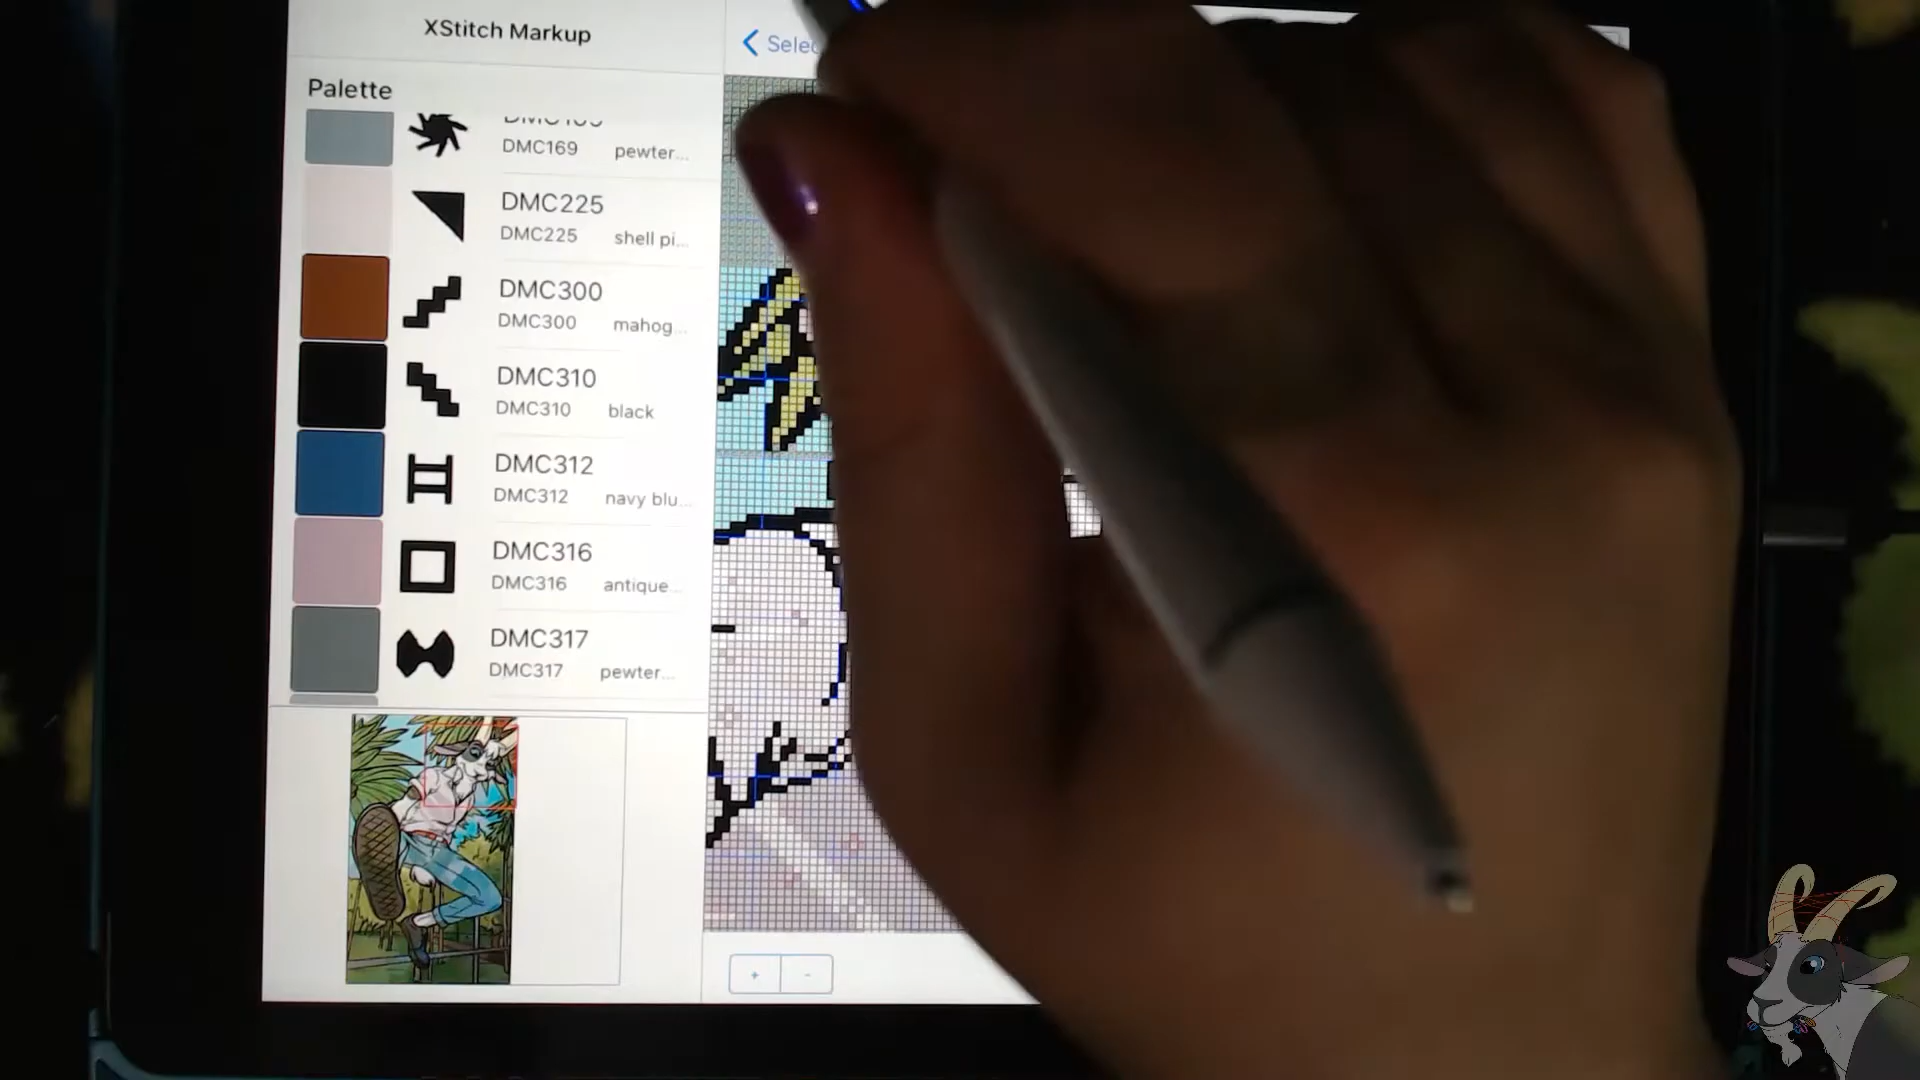 XStitch Markup
Selec
Palette
DMC169 pewter...
DMC225
DMC225 shell pi...
DMC300
DMC300 mahog...
DMC310
DMC310 black
DMC312
DMC312 navy blu...
DMC316
DMC316 antique...
DMC317
DMC317 pewter...
+ -